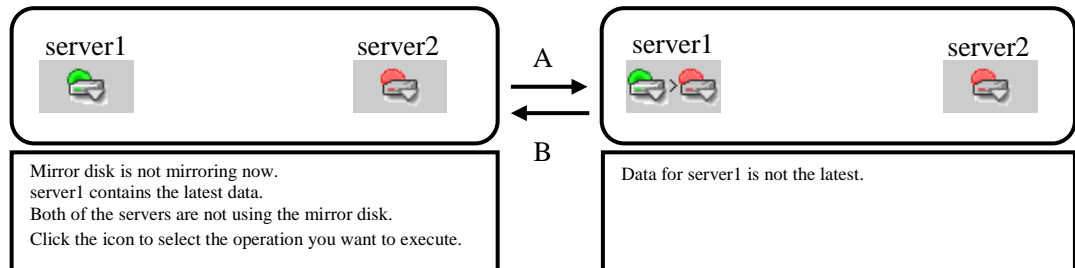 server1
server2
A
server1
server2
B
Mirror disk is not mirroring now.
server1 contains the latest data.
Both of the servers are not using the mirror disk.
Click the icon to select the operation you want to execute.
Data for server1 is not the latest.